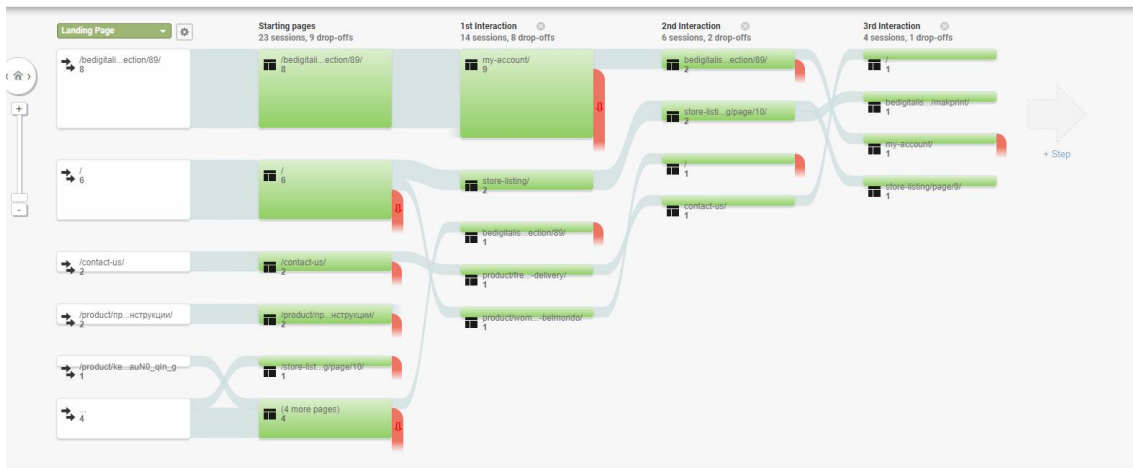 Landing Page
Starting pages
23 sessions, 9 drop-offs
1st Interaction
14 sessions, 8 drop-offs
2nd Interaction
6 sessions, 2 drop-offs
3rd Interaction
4 sessions, 1 drop-offs
/bedigitali...ection/89/
8
/
6
/contact-us/
2
/product/пр...нструкции/
2
/product/ke...auN0_qin_g
1
...
4
/bedigitali...ection/89/
8
/
6
/contact-us/
2
/product/пр...нструкции/
2
/store-list...g/page/10/
1
(4 more pages)
4
my-account/
9
store-listing/
2
bedigitalis...ection/89/
1
product/fre...-delivery/
1
product/wom...-belmondo/
1
bedigitalis...ection/89/
2
store-listi...g/page/10/
2
/
1
contact-us/
1
/
1
bedigitalis.../makprint/
1
my-account/
1
store-listing/page/9/
1
+ Step
+
-